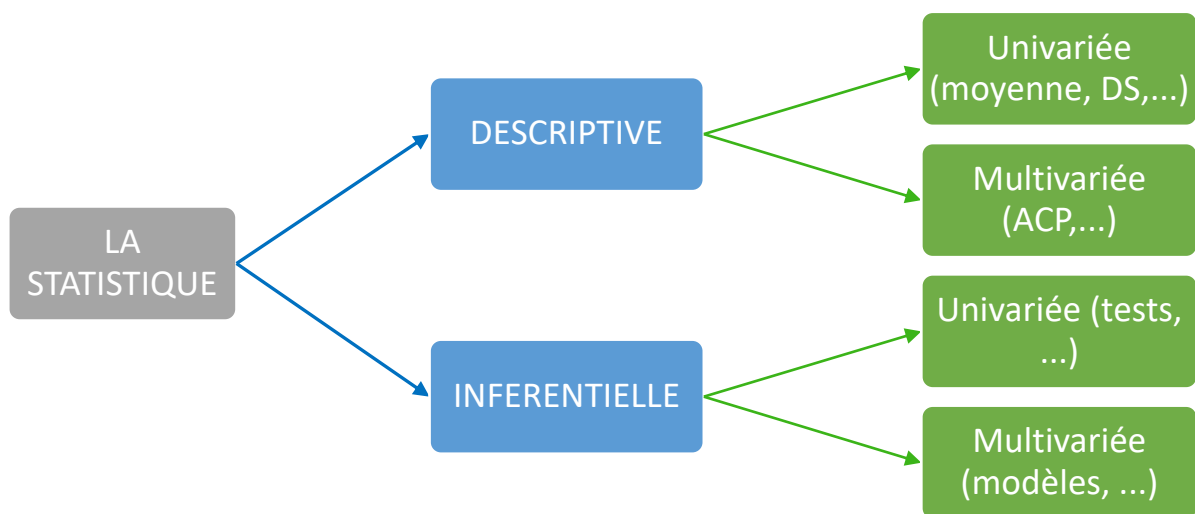 LA
STATISTIQUE
DESCRIPTIVE
Univariée
(moyenne, DS,...)
Multivariée
(ACP,...)
INFERENTIELLE
Univariée (tests,
...)
Multivariée
(modèles, ...)